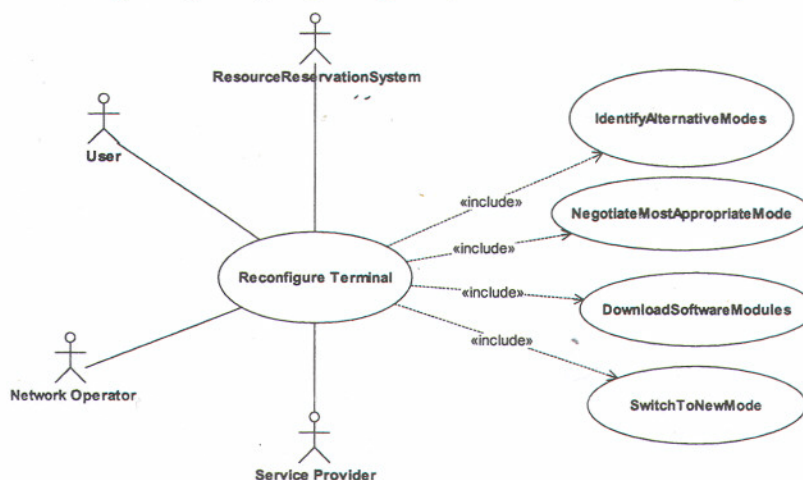 ResourceReservationSystem
IdentifyAlternativeModes
User
«include»
NegotiateMostAppropriateMode
«include»
Reconfigure Terminal
«include»
DownloadSoftwareModules
«include»
Network Operator
SwitchToNewMode
Service Provider